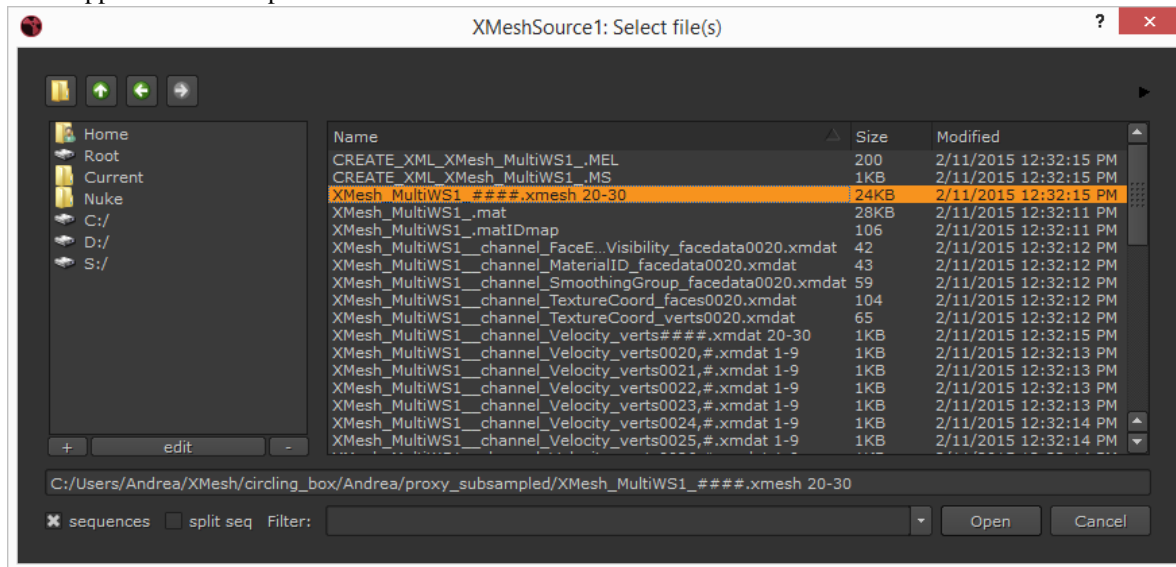 XMeshSource1: Select file(s)
?
×
Home
Root
Current
Nuke
C:/
D:/
S:/
+ edit -
Name Size Modified
CREATE_XML_XMesh_MultiWS1_.MEL 200 2/11/2015 12:32:15 PM
CREATE_XML_XMesh_MultiWS1_.MS 1KB 2/11/2015 12:32:15 PM
XMesh_MultiWS1_####.xmesh 20-30 24KB 2/11/2015 12:32:15 PM
XMesh_MultiWS1_.mat 28KB 2/11/2015 12:32:11 PM
XMesh_MultiWS1_.matIDmap 106 2/11/2015 12:32:11 PM
XMesh_MultiWS1__channel_FaceE...Visibility_facedata0020.xmdat 42 2/11/2015 12:32:12 PM
XMesh_MultiWS1__channel_MaterialID_facedata0020.xmdat 43 2/11/2015 12:32:12 PM
XMesh_MultiWS1__channel_SmoothingGroup_facedata0020.xmdat 59 2/11/2015 12:32:12 PM
XMesh_MultiWS1__channel_TextureCoord_faces0020.xmdat 104 2/11/2015 12:32:12 PM
XMesh_MultiWS1__channel_TextureCoord_verts0020.xmdat 65 2/11/2015 12:32:12 PM
XMesh_MultiWS1__channel_Velocity_verts####.xmdat 20-30 1KB 2/11/2015 12:32:15 PM
XMesh_MultiWS1__channel_Velocity_verts0020,#.xmdat 1-9 1KB 2/11/2015 12:32:13 PM
XMesh_MultiWS1__channel_Velocity_verts0021,#.xmdat 1-9 1KB 2/11/2015 12:32:13 PM
XMesh_MultiWS1__channel_Velocity_verts0022,#.xmdat 1-9 1KB 2/11/2015 12:32:13 PM
XMesh_MultiWS1__channel_Velocity_verts0023,#.xmdat 1-9 1KB 2/11/2015 12:32:13 PM
XMesh_MultiWS1__channel_Velocity_verts0024,#.xmdat 1-9 1KB 2/11/2015 12:32:14 PM
XMesh_MultiWS1__channel_Velocity_verts0025,#.xmdat 1-9 1KB 2/11/2015 12:32:14 PM
C:/Users/Andrea/XMesh/circling_box/Andrea/proxy_subsampled/XMesh_MultiWS1_####.xmesh 20-30
sequences split seq Filter: Open Cancel